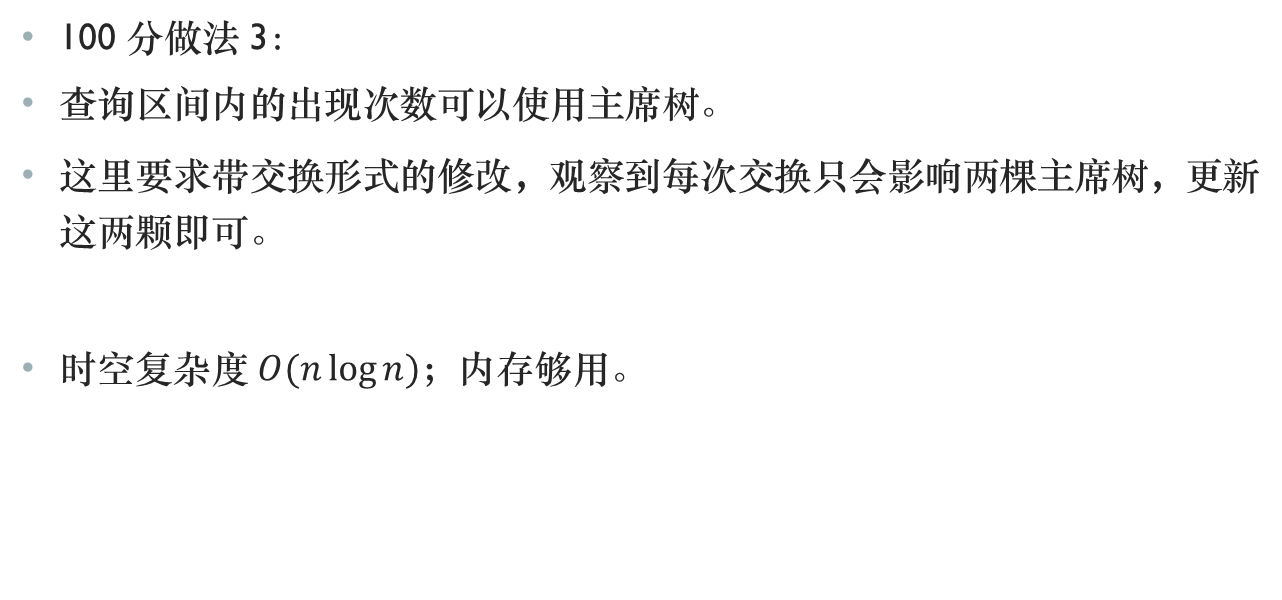 • 100 分做法 3：
• 查询区间内的出现次数可以使用主席树。
• 这里要求带交换形式的修改，观察到每次交换只会影响两棵主席树，更新
这两颗即可。
• 时空复杂度 O(n log n)；内存够用。